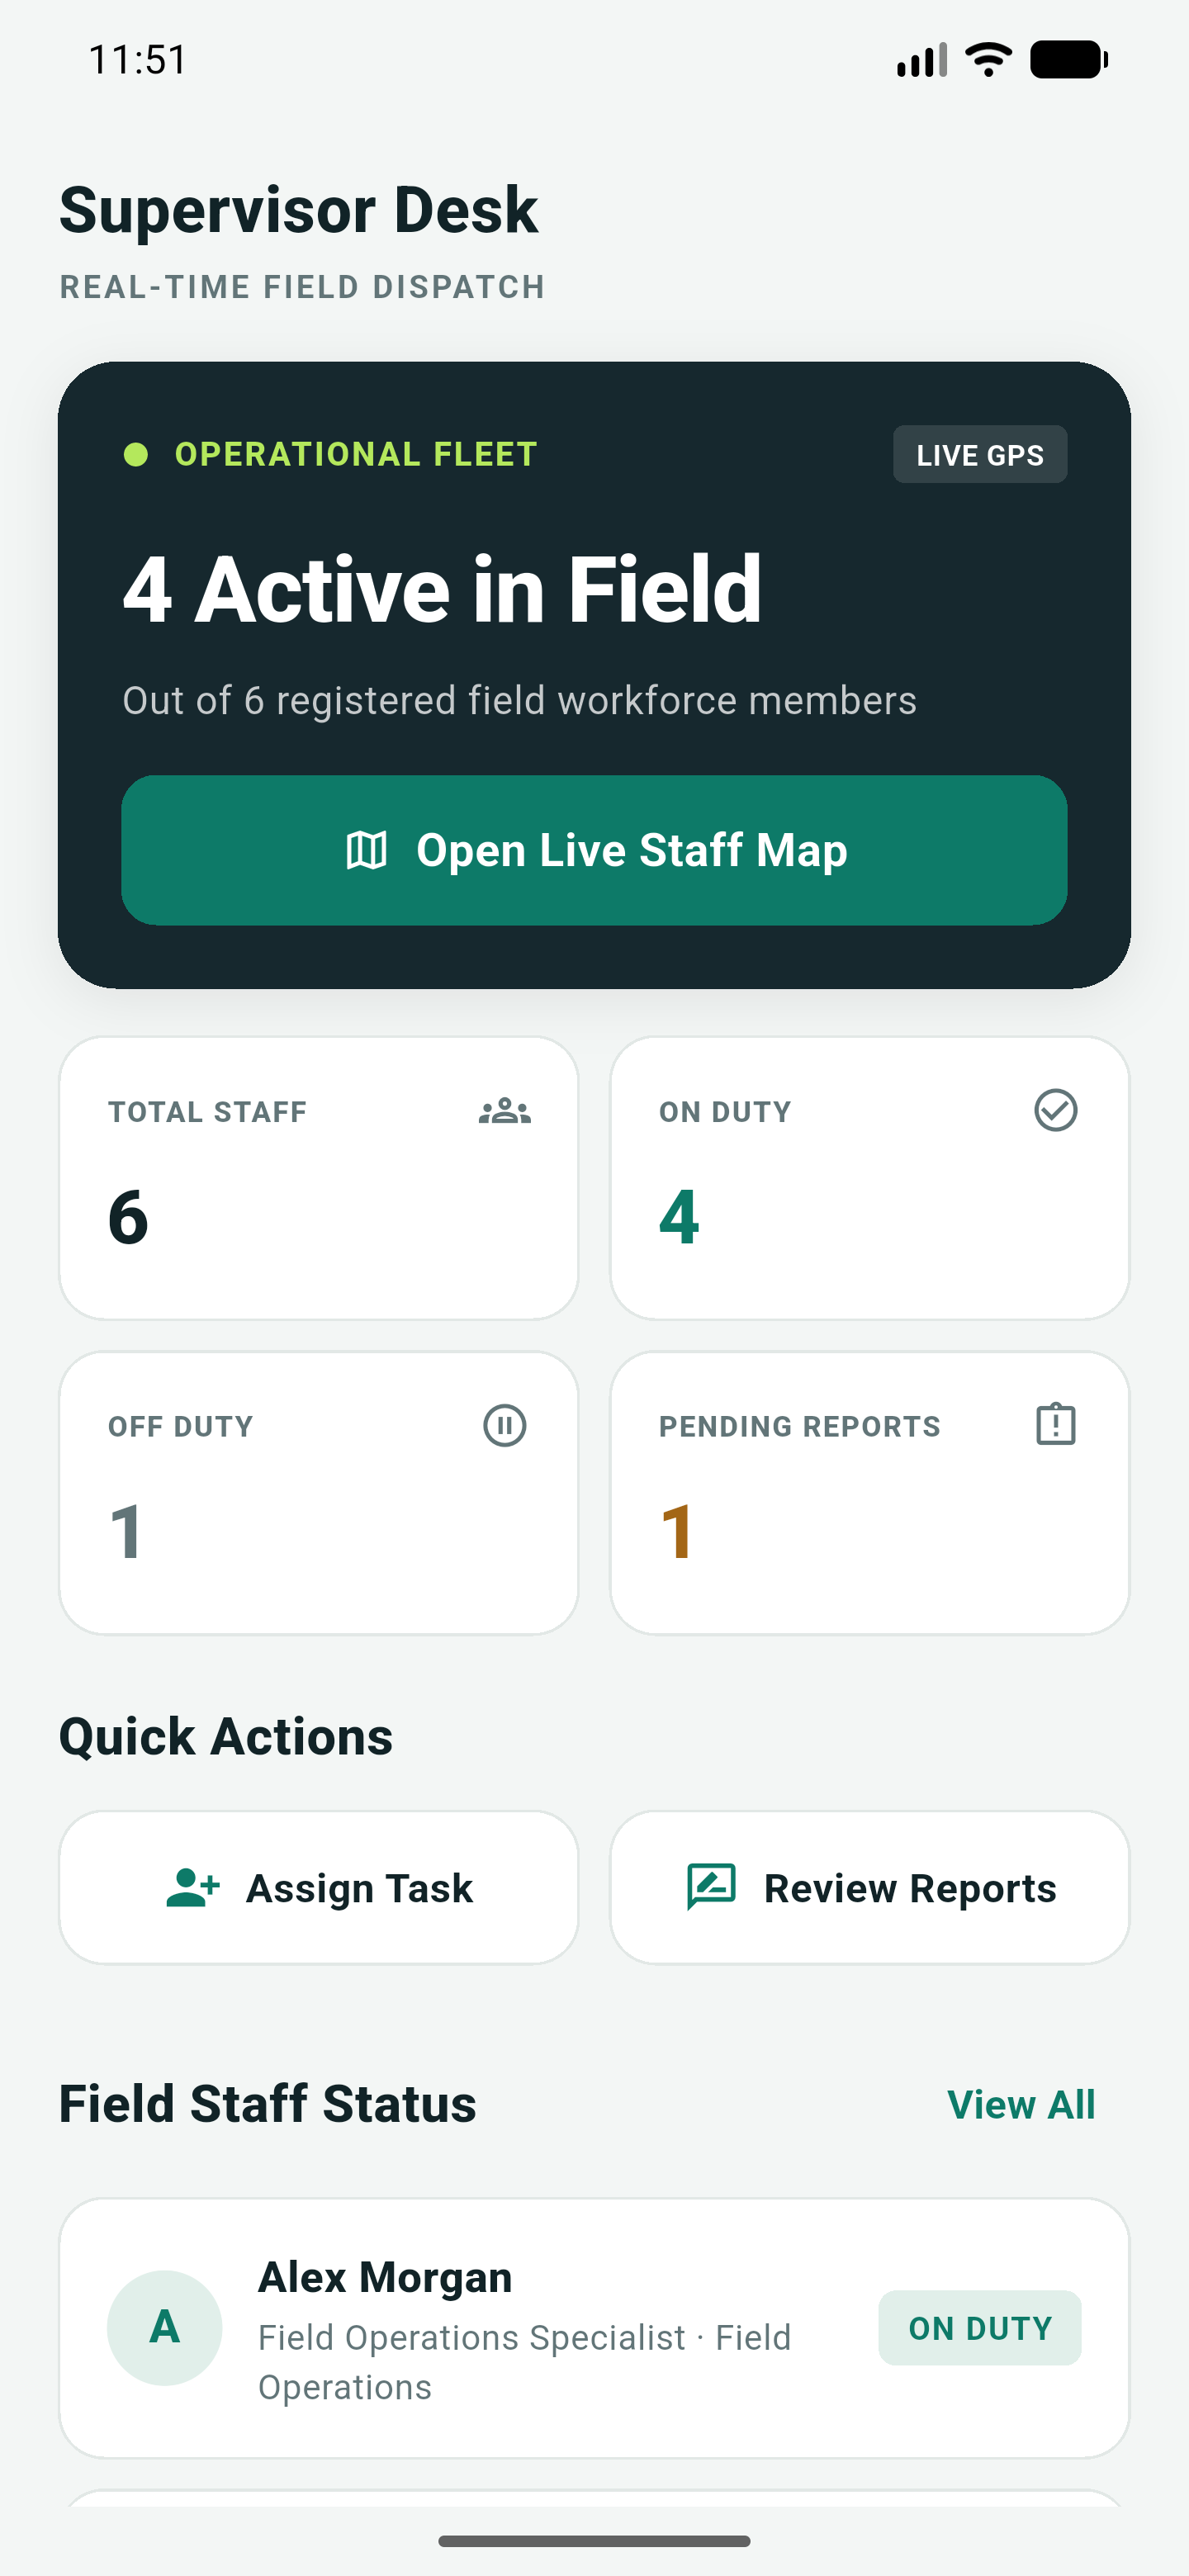 11:51
Supervisor Desk
REAL-TIME FIELD DISPATCH
OPERATIONAL FLEET
LIVE GPS
4 Active in Field
Out of 6 registered field workforce members
Open Live Staff Map
TOTAL STAFF
6
ON DUTY
4
OFF DUTY
1
PENDING REPORTS
1
Quick Actions
Assign Task
Review Reports
Field Staff Status
View All
A
Alex Morgan
Field Operations Specialist · Field
Operations
ON DUTY